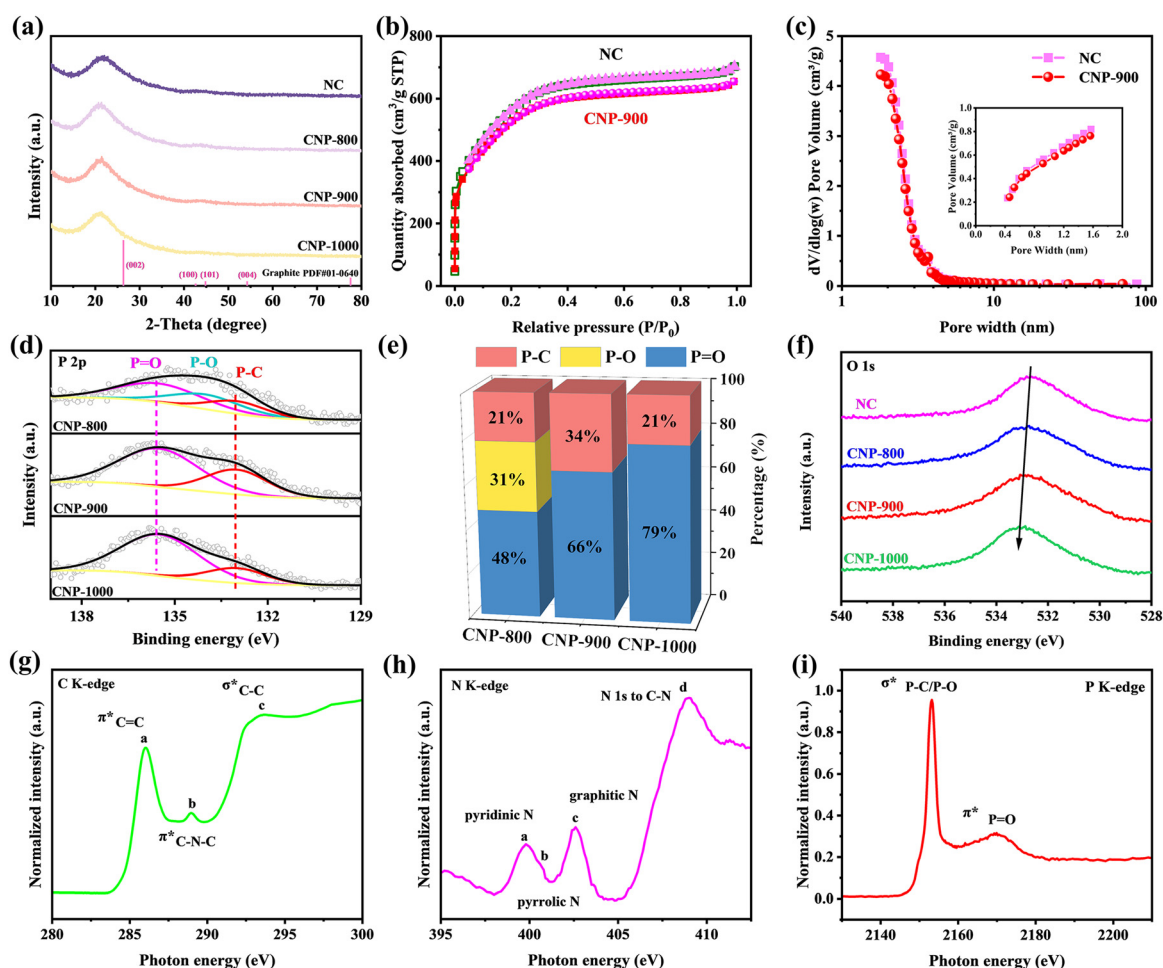 (a)
NC
CNP-800
CNP-900
CNP-1000
(002)
(100)
(101)
(004)
Graphite PDF#01-0640
10 20 30 40 50 60 70 80
2-Theta (degree)
Intensity (a.u.)
(b)
800
700
600
400
200
0
NC
CNP-900
0.0 0.2 0.4 0.6 0.8 1.0
Relative pressure (P/P₀)
Quantity absorbed (cm³/g STP)
(c)
5
4
3
2
1
0
NC
CNP-900
1.0
0.8
0.6
0.4
0.2
0.0
0.0 0.4 0.8 1.2 1.6 2.0
Pore Width (nm)
Pore Volume (cm³/g)
1 10 100
Pore width (nm)
dV/dlog(w) Pore Volume (cm³/g)
(d)
P 2p
P=O
P-O
P-C
CNP-800
CNP-900
CNP-1000
138 135 132 129
Binding energy (eV)
Intensity (a.u.)
(e)
P-C P-O P=O
21%
31%
48%
34%
66%
21%
79%
100
80
60
40
20
0
Percentage (%)
CNP-800 CNP-900 CNP-1000
(f)
O 1s
NC
CNP-800
CNP-900
CNP-1000
540 538 536 534 532 530 528
Binding energy (eV)
Intensity (a.u.)
(g)
C K-edge
π* C=C
a
b
π* C-N-C
σ* C-C
c
280 285 290 295 300
Photon energy (eV)
Normalized intensity (a.u.)
(h)
N K-edge
N 1s to C-N
d
graphitic N
c
pyridinic N
a
b
pyrrolic N
395 400 405 410
Photon energy (eV)
Normalized intensity (a.u.)
(i)
P K-edge
σ* P-C/P-O
π*
P=O
1.0
0.8
0.6
0.4
0.2
0.0
2140 2160 2180 2200
Photon energy (eV)
Normalized intensity (a.u.)